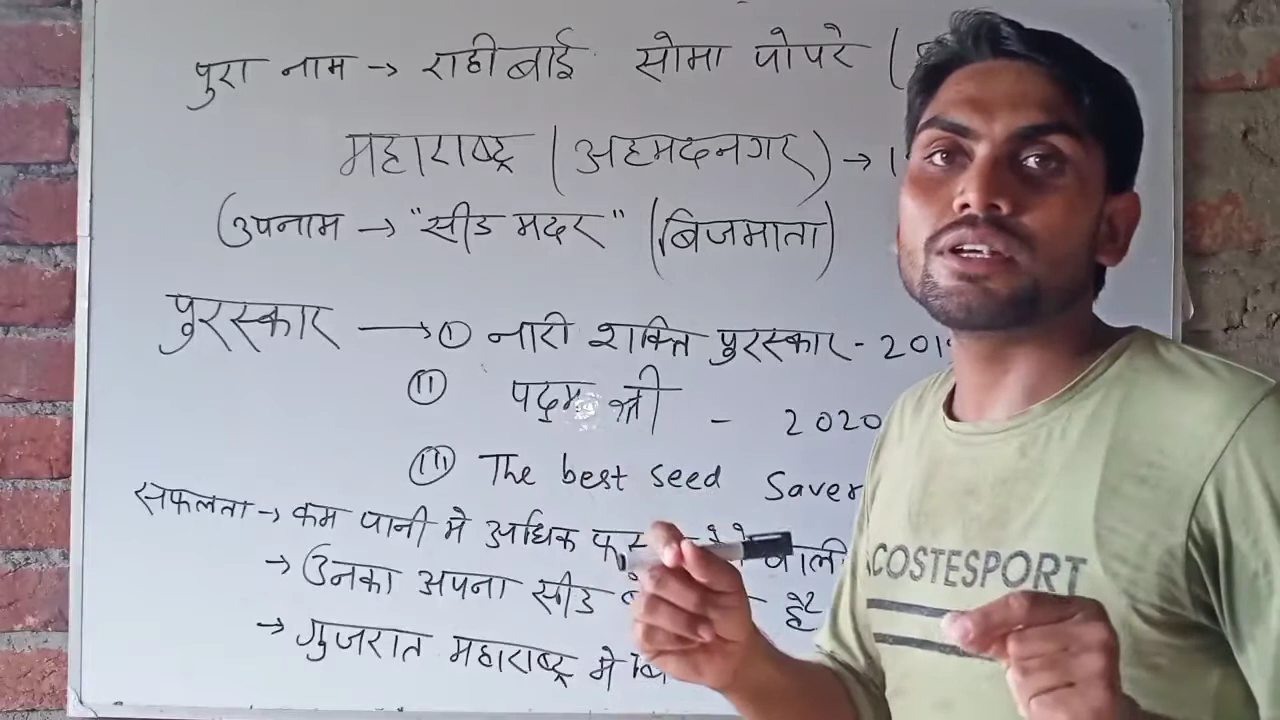 पुरा नाम → राहीबाई सोमा पोपरे (
महाराष्ट्र (अहमदनगर) →
उपनाम → "सीड मदर" (बिजमाता)
पुरस्कार → (I) नारी शक्ति पुरस्कार - 201
(II) पद्म श्री - 2020
(III) The best seed Saver
सफलता → कम पानी मे अधिक वाली
→ उनका अपना सीड है
→ गुजरात महाराष्ट्र मे
COSTESPORT